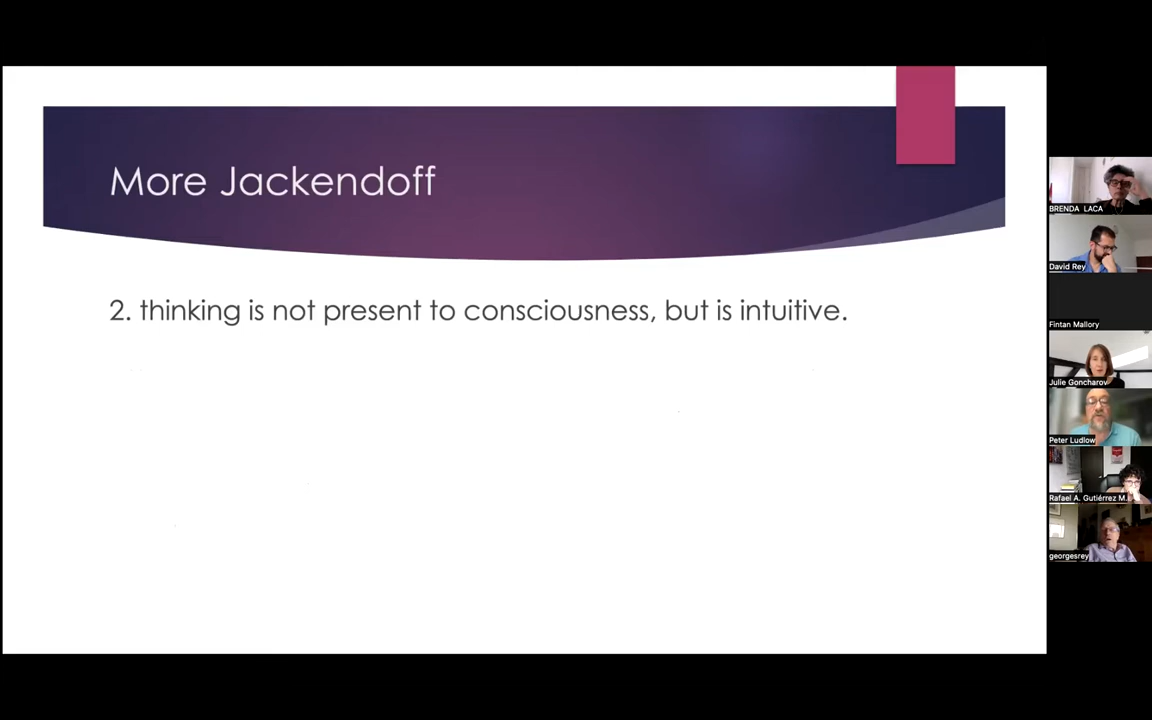 More Jackendoff
2. thinking is not present to consciousness, but is intuitive.
BRENDA LACA
David Rey
Fintan Mallory
Julie Goncharov
Peter Ludlow
Rafael A. Gutiérrez M.
georgesrey